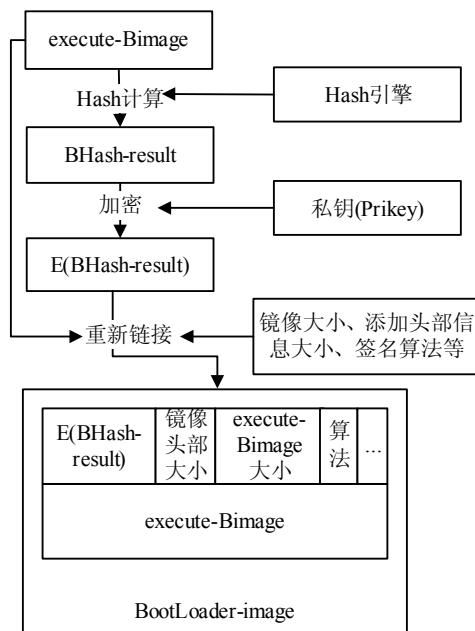 execute-Bimage
Hash计算
Hash引擎
BHash-result
加密
私钥(Prikey)
E(BHash-result)
重新链接
镜像大小、添加头部信
息大小、签名算法等
E(BHash-
result)
镜像
头部
大小
execute-
Bimage
大小
算
法
...
execute-Bimage
BootLoader-image